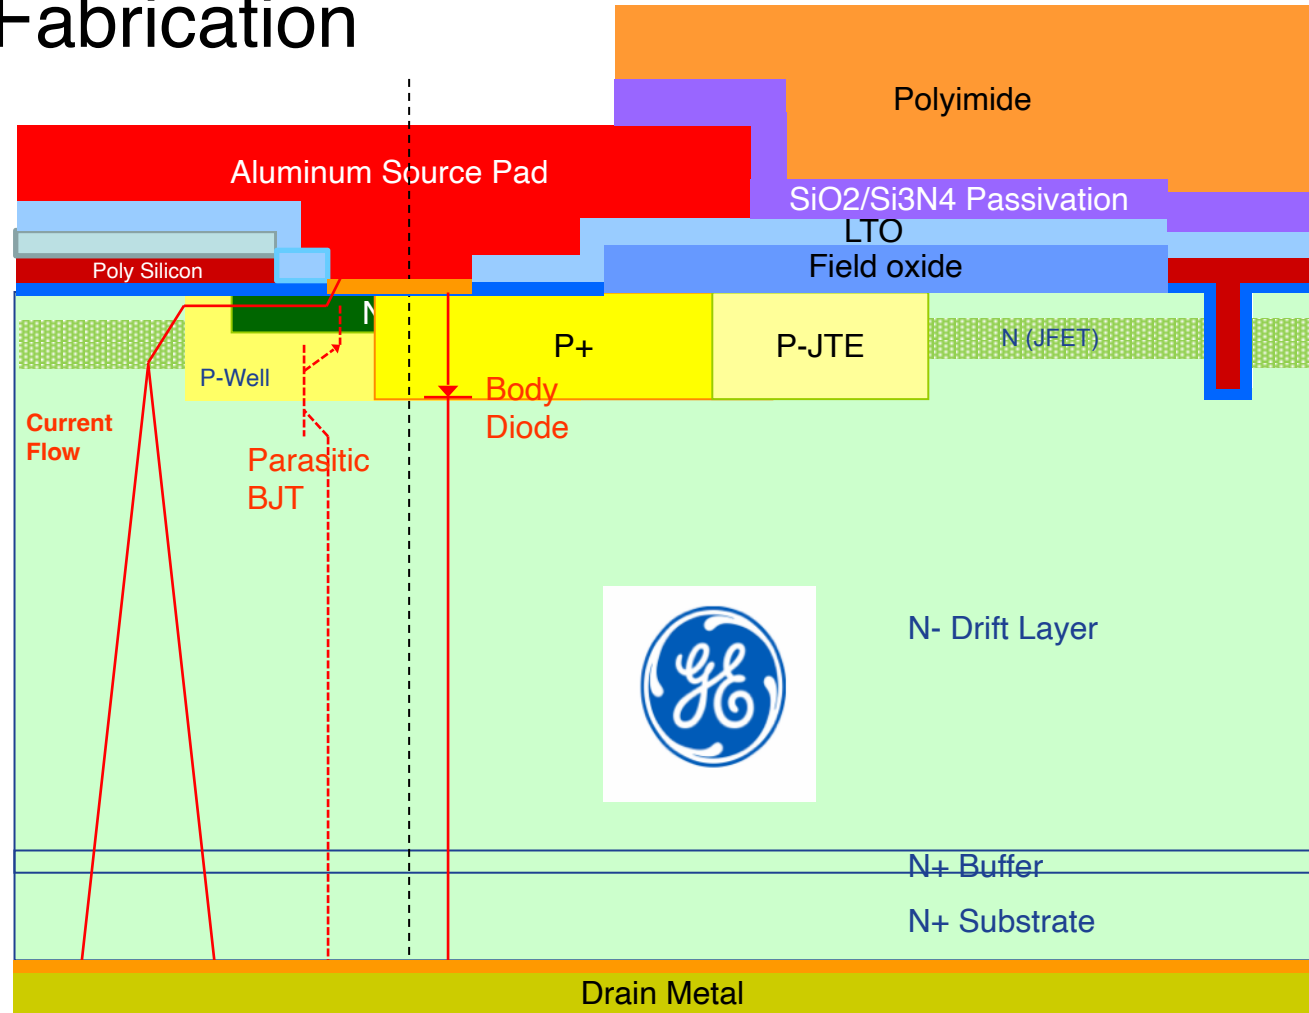 Fabrication
Polyimide
Aluminum Source Pad
SiO2/Si3N4 Passivation
LTO
Field oxide
Poly Silicon
N
P+
P-JTE
N (JFET)
P-Well
Body
Diode
Current
Flow
Parasitic
BJT
GE
N- Drift Layer
N+ Buffer
N+ Substrate
Drain Metal